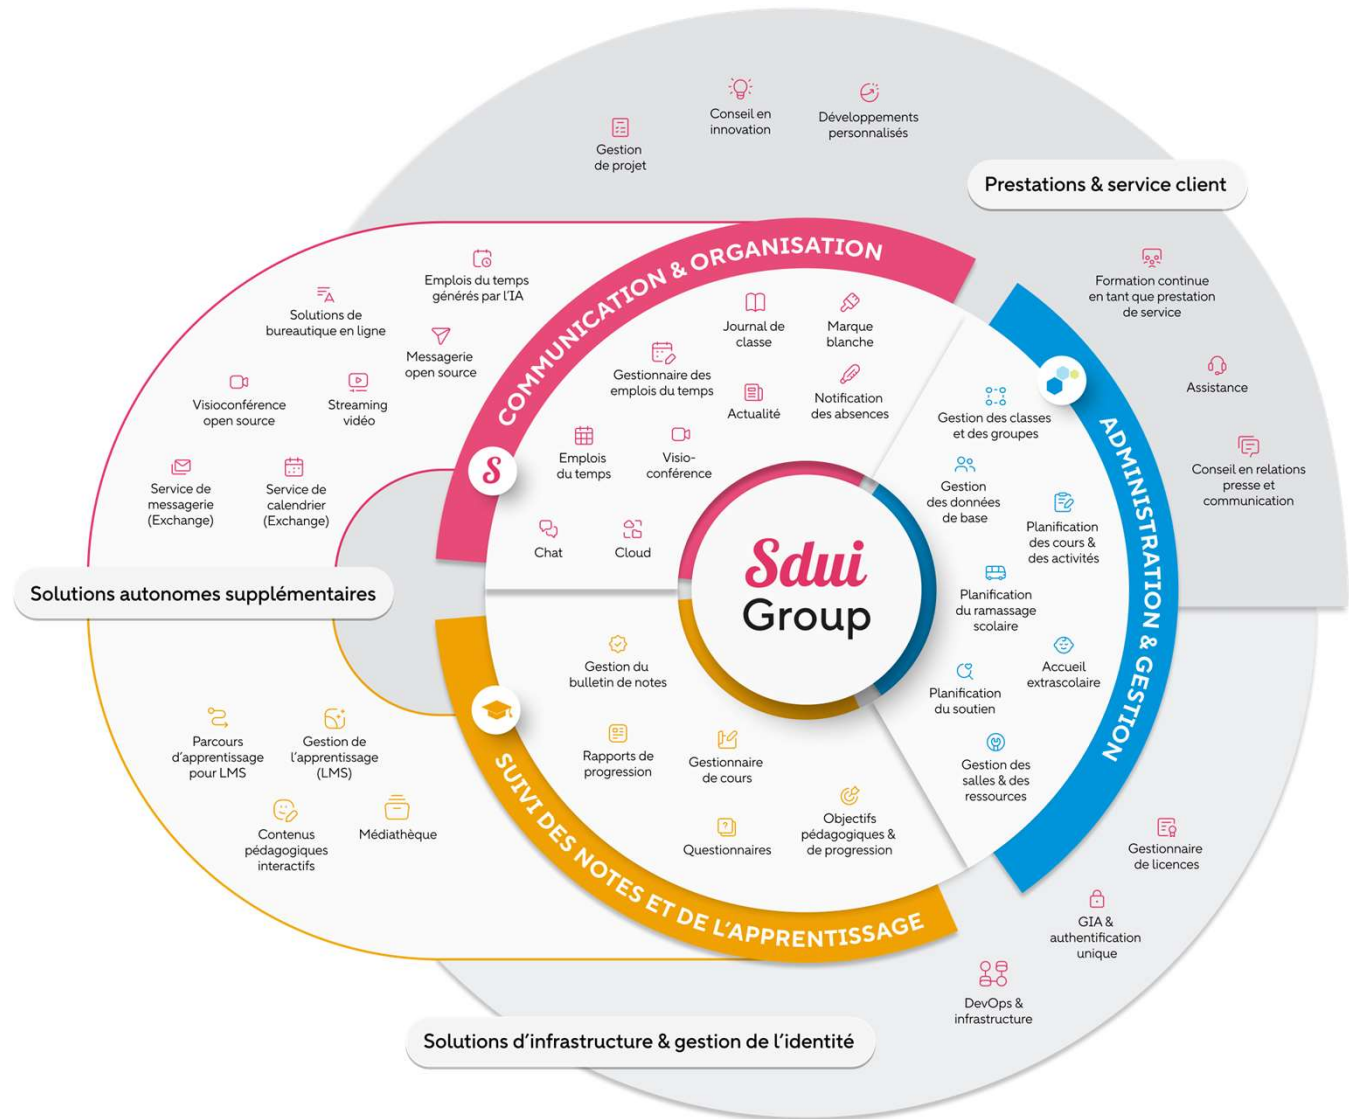 Gestion
de projet
Conseil en
innovation
Développements
personnalisés
Prestations & service client
Formation continue
en tant que prestation
de service
Assistance
Conseil en relations
presse et
communication
COMMUNICATION & ORGANISATION
Emplois du temps
générés par l'IA
Solutions de
bureautique en ligne
Messagerie
open source
Visioconférence
open source
Streaming
vidéo
Service de
messagerie
(Exchange)
Service de
calendrier
(Exchange)
Journal de
classe
Marque
blanche
Gestionnaire des
emplois du temps
Actualité
Notification
des absences
Emplois
du temps
Visio-
conférence
Chat
Cloud
S
Solutions autonomes supplémentaires
Sdui
Group
ADMINISTRATION & GESTION
Gestion des classes
et des groupes
Gestion
des données
de base
Planification
des cours &
des activités
Planification
du ramassage
scolaire
Accueil
extrascolaire
Planification
du soutien
Gestion des
salles & des
ressources
SUIVI DES NOTES ET DE L'APPRENTISSAGE
Gestion du
bulletin de notes
Rapports de
progression
Gestionnaire
de cours
Questionnaires
Objectifs
pédagogiques &
de progression
Parcours
d'apprentissage
pour LMS
Gestion de
l'apprentissage
(LMS)
Contenus
pédagogiques
interactifs
Médiathèque
Gestionnaire
de licences
GIA &
authentification
unique
DevOps &
infrastructure
Solutions d'infrastructure & gestion de l'identité